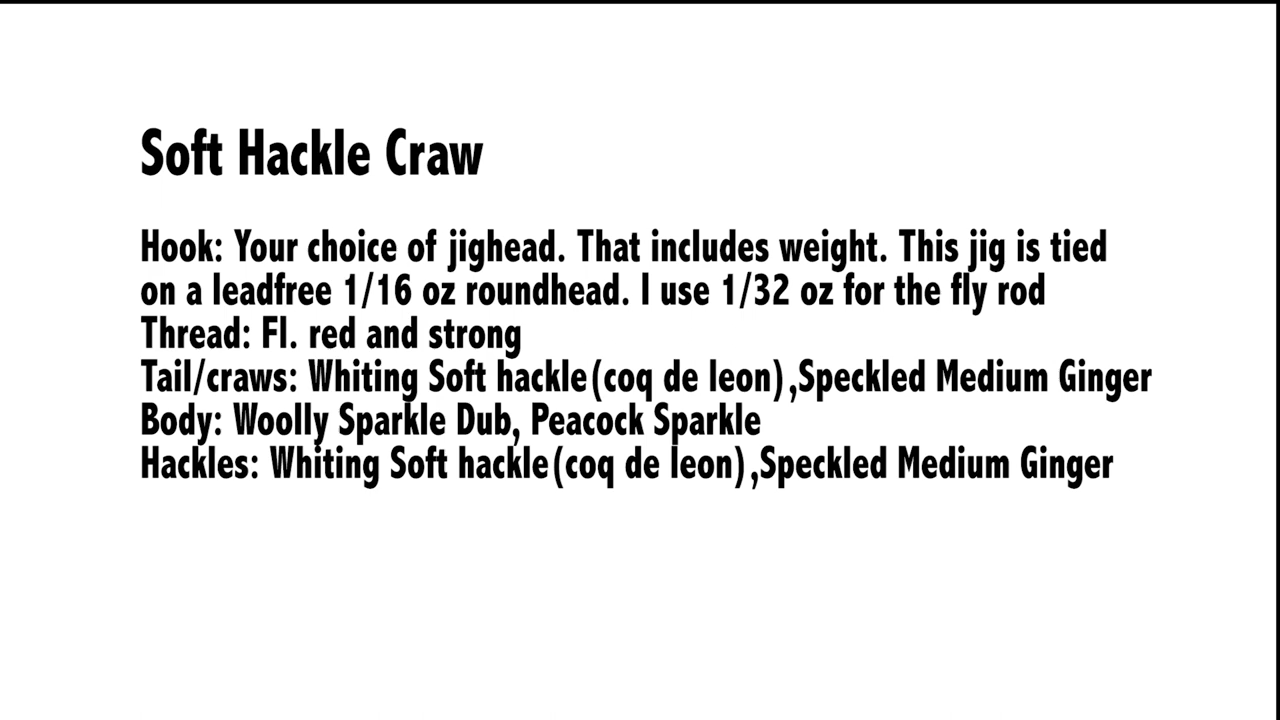 Soft Hackle Craw
Hook: Your choice of jighead. That includes weight. This jig is tied
on a leadfree 1/16 oz roundhead. I use 1/32 oz for the fly rod
Thread: Fl. red and strong
Tail/craws: Whiting Soft hackle(coq de leon),Speckled Medium Ginger
Body: Woolly Sparkle Dub, Peacock Sparkle
Hackles: Whiting Soft hackle(coq de leon),Speckled Medium Ginger